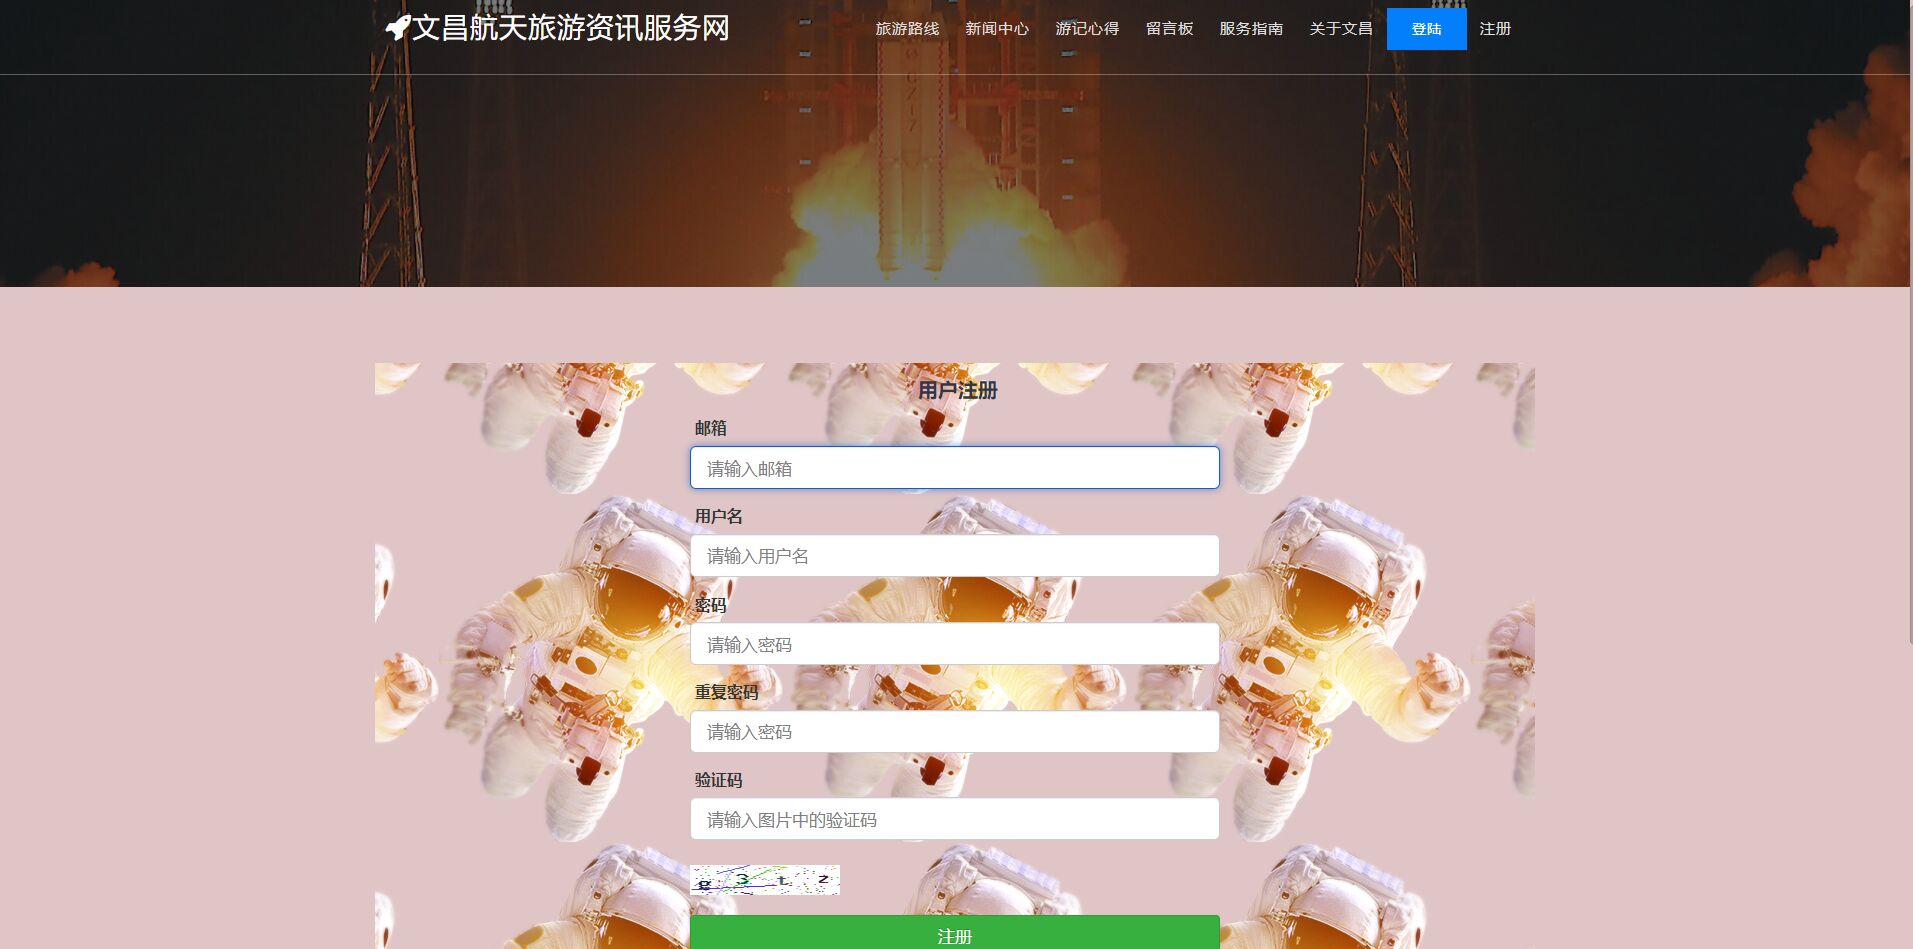 文昌航天旅游资讯服务网
旅游路线 新闻中心 游记心得 留言板 服务指南 关于文昌 登陆 注册
CZ-7
用户注册
邮箱
请输入邮箱
用户名
请输入用户名
密码
请输入密码
重复密码
请输入密码
验证码
请输入图片中的验证码
g 3 t z
注册